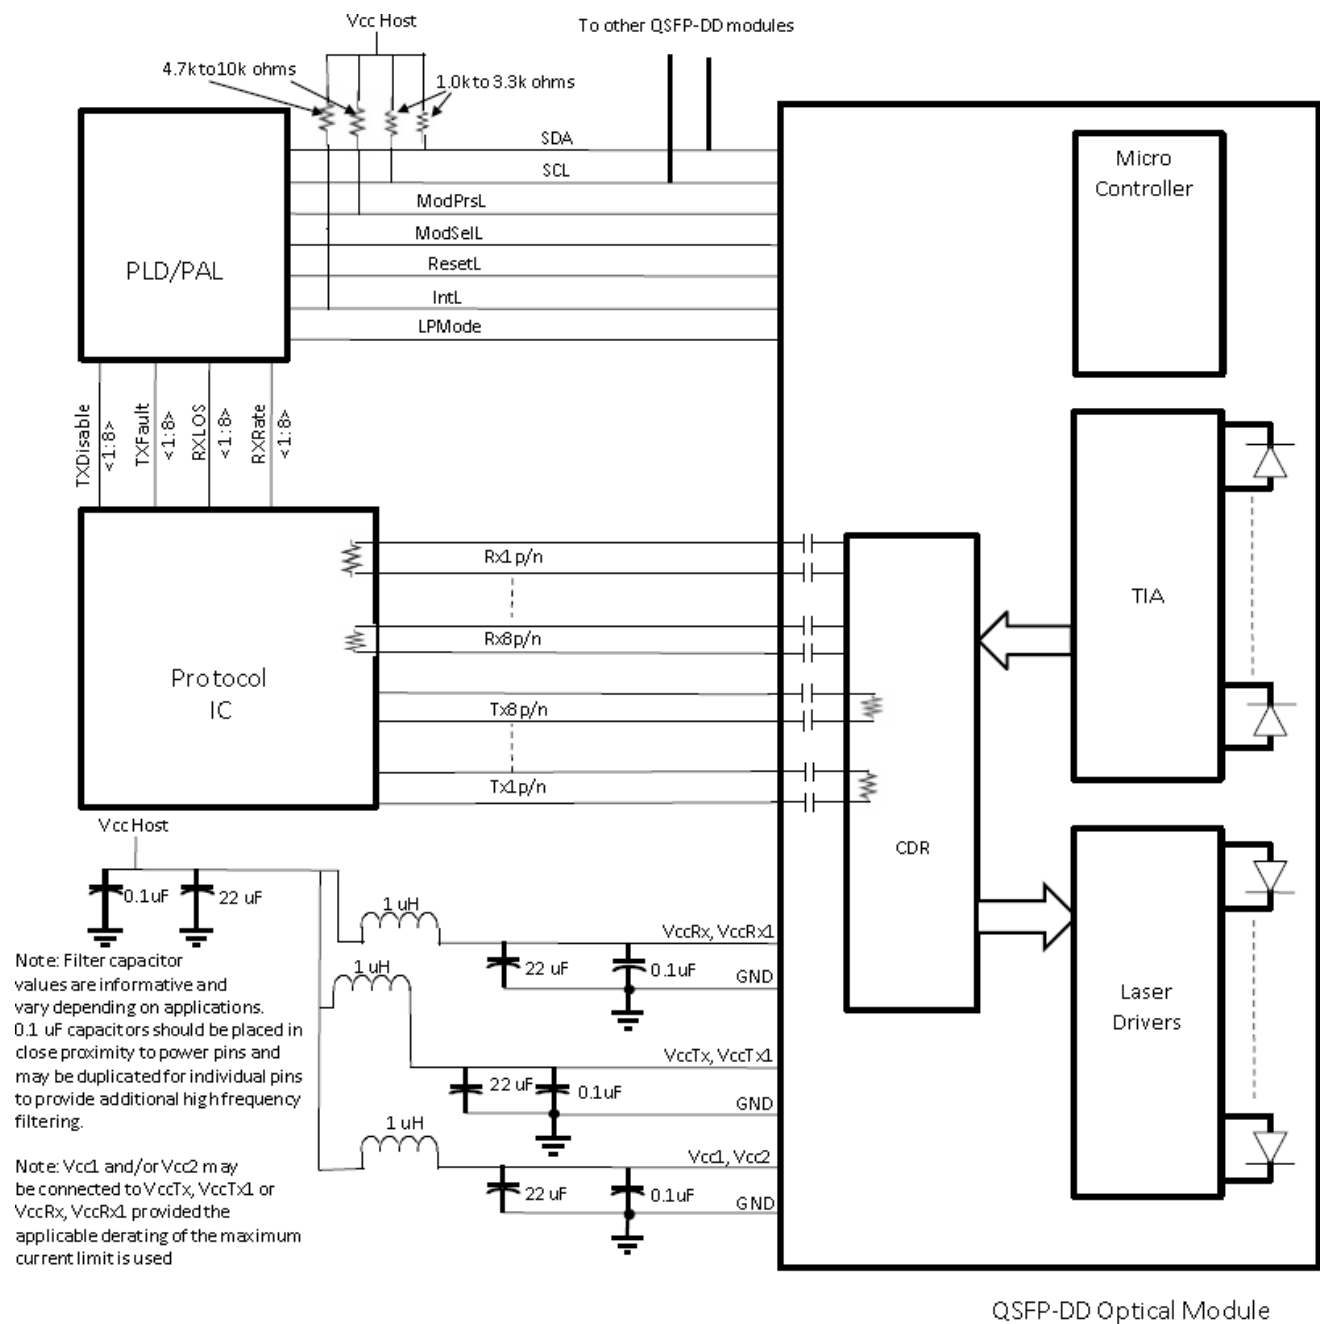 Vcc Host
To other QSFP-DD modules
4.7k to 10k ohms
1.0k to 3.3k ohms
SDA
SCL
ModPrsL
ModSelL
ResetL
IntL
LPMode
PLD/PAL
Micro
Controller
TXDisable
<1:8>
TXFault
<1:8>
RXLOS
<1:8>
RXRate
<1:8>
Rx1p/n
Rx8p/n
Tx8p/n
Tx1p/n
Protocol
IC
TIA
CDR
Laser
Drivers
Vcc Host
0.1uF
22 uF
1 uH
VccRx, VccRx1
22 uF
0.1uF
GND
1 uH
VccTx, VccTx1
22 uF
0.1uF
GND
1 uH
Vcc1, Vcc2
22 uF
0.1uF
GND
Note: Filter capacitor
values are informative and
vary depending on applications.
0.1 uF capacitors should be placed in
close proximity to power pins and
may be duplicated for individual pins
to provide additional high frequency
filtering.
Note: Vcc1 and/or Vcc2 may
be connected to VccTx, VccTx1 or
VccRx, VccRx1 provided the
applicable derating of the maximum
current limit is used
QSFP-DD Optical Module